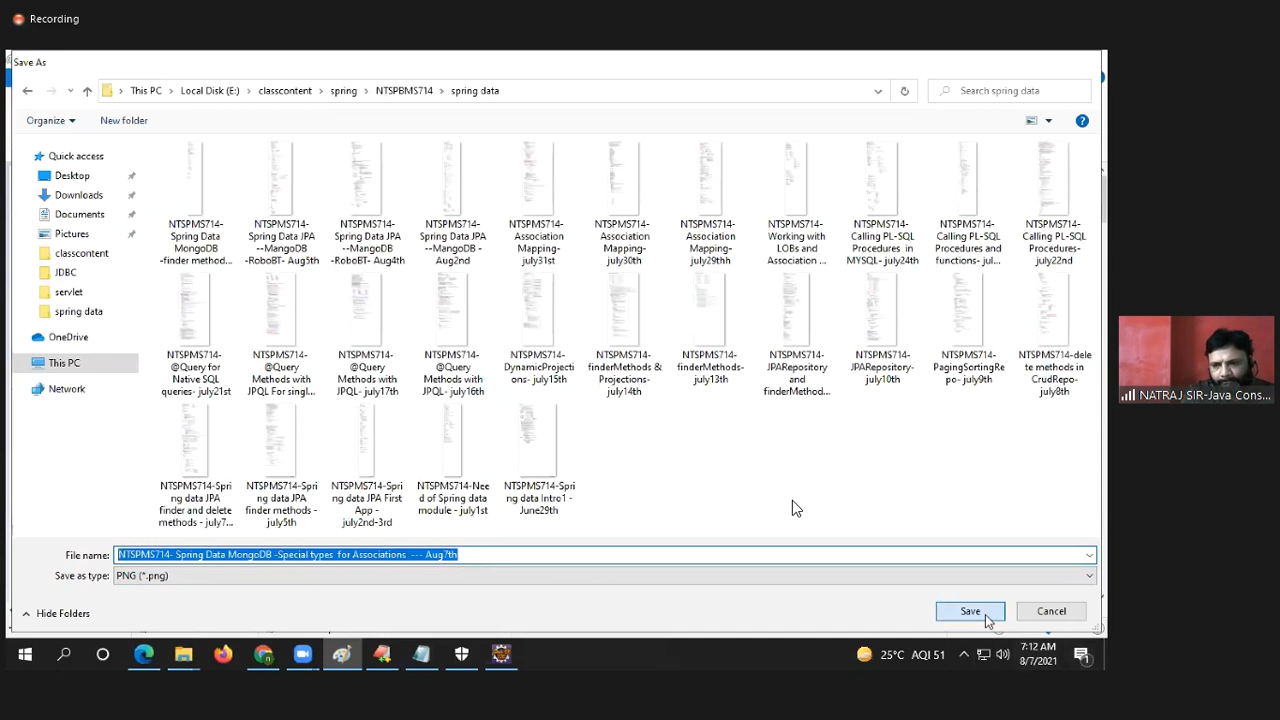 Recording
Save As
This PC > Local Disk (E:) > classcontent > spring > NTSPBMS714 > spring data
Search spring data
Organize
New folder
Quick access
Desktop
Downloads
Documents
Pictures
classcontent
JDBC
servlet
spring data
OneDrive
This PC
Network
NTSPMS714-
Spring Data
MongoDB
-finder method...
NTSPMS714-
Spring Data JPA
--MangoDB
-RoboBT- Aug5th
NTSPMS714-
Spring Data JPA
--MangoDB
-RoboBT- Aug4th
NTSPMS714-
Spring Data JPA
--MangoDB -
Aug2nd
NTSPMS714-
Association
Mapping-
july31st
NTSPMS714-
Association
Mapping-
july30th
NTSPMS714-
Association
Mapping-
july29thh
NTSPMS714-
Working with
LOBs and
Association ...
NTSPMS714-
Calling PL-SQL
Procedures in
MYSQL- july24th
NTSPMS714-
Calling PL-SQL
Procedures and
functions- jul...
NTSPMS714-
Calling PL-SQL
Procedures-
july22nd
NTSPMS714-
@Query for
Native SQL
queries- july21st
NTSPMS714-
@Query
Methods with
JPQL For singl...
NTSPMS714-
@Query
Methods with
JPQL- july17th
NTSPMS714-
@Query
Methods with
JPQL- july16th
NTSPMS714-
DynamicProjecti
ons- july15th
NTSPMS714-
finderMethods &
Projections-
july14th
NTSPMS714-
finderMethods-
july13th
NTSPMS714-
JPARepository
and
finderMethod...
NTSPMS714-
JPARepository-
july10th
NTSPMS714-
PagingSortingRe
po- july9th
NTSPMS714-dele
te methods in
CrudRepo-
july8th
NTSPMS714-Spri
ng data JPA
finder and delete
methods - july7...
NTSPMS714-Spri
ng data JPA
finder methods -
july5th
NTSPMS714-Spri
ng data JPA First
App -
july2nd-3rd
NTSPMS714-Nee
d of Spring data
module - july1st
NTSPMS714-Spri
ng data Intro1 -
June29th
File name: NTSPMS714- Spring Data MongoDB -Special types for Associations --- Aug7th
Save as type: PNG (*.png)
Hide Folders
Save
Cancel
NATRAJ SIR-Java Cons...
25°C AQI 51
7:12 AM
8/7/2021
1